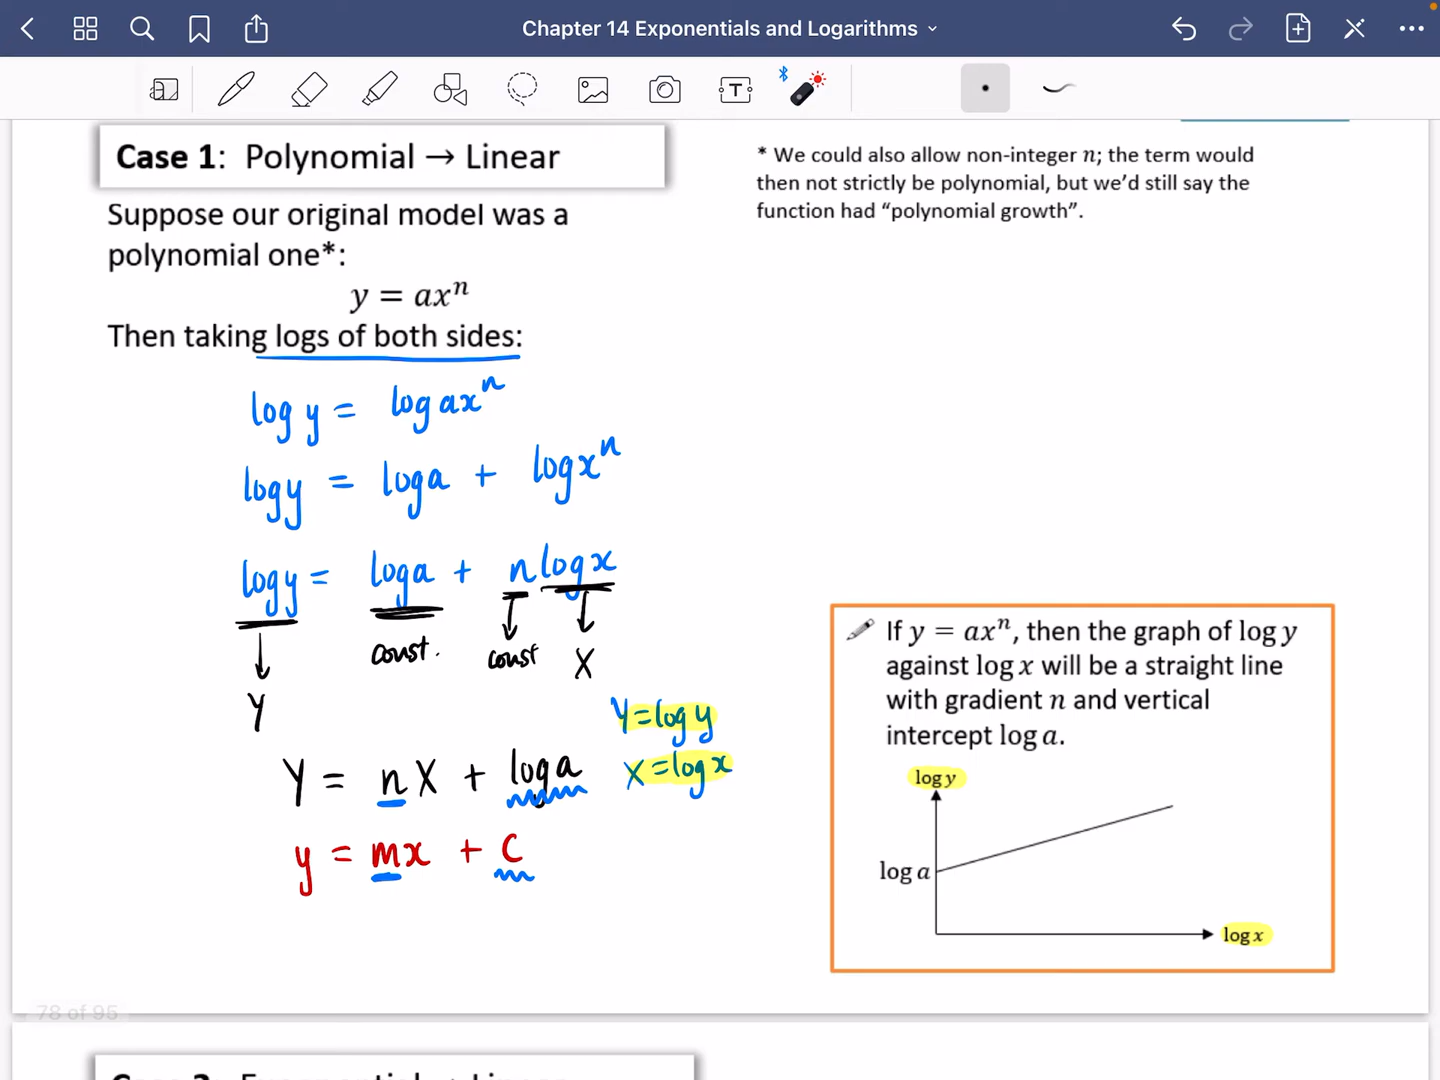 Chapter 14 Exponentials and Logarithms
Case 1: Polynomial → Linear
Suppose our original model was a
polynomial one*:
y = axⁿ
Then taking logs of both sides:
log y = log axⁿ
log y = log a + log xⁿ
log y = log a + n log x
const. const X
Y
Y = log y
X = log x
Y = nX + log a
y = mx + c
* We could also allow non-integer n; the term would
then not strictly be polynomial, but we'd still say the
function had “polynomial growth”.
If y = axⁿ, then the graph of log y
against log x will be a straight line
with gradient n and vertical
intercept log a.
log y
log a
log x
78 of 95